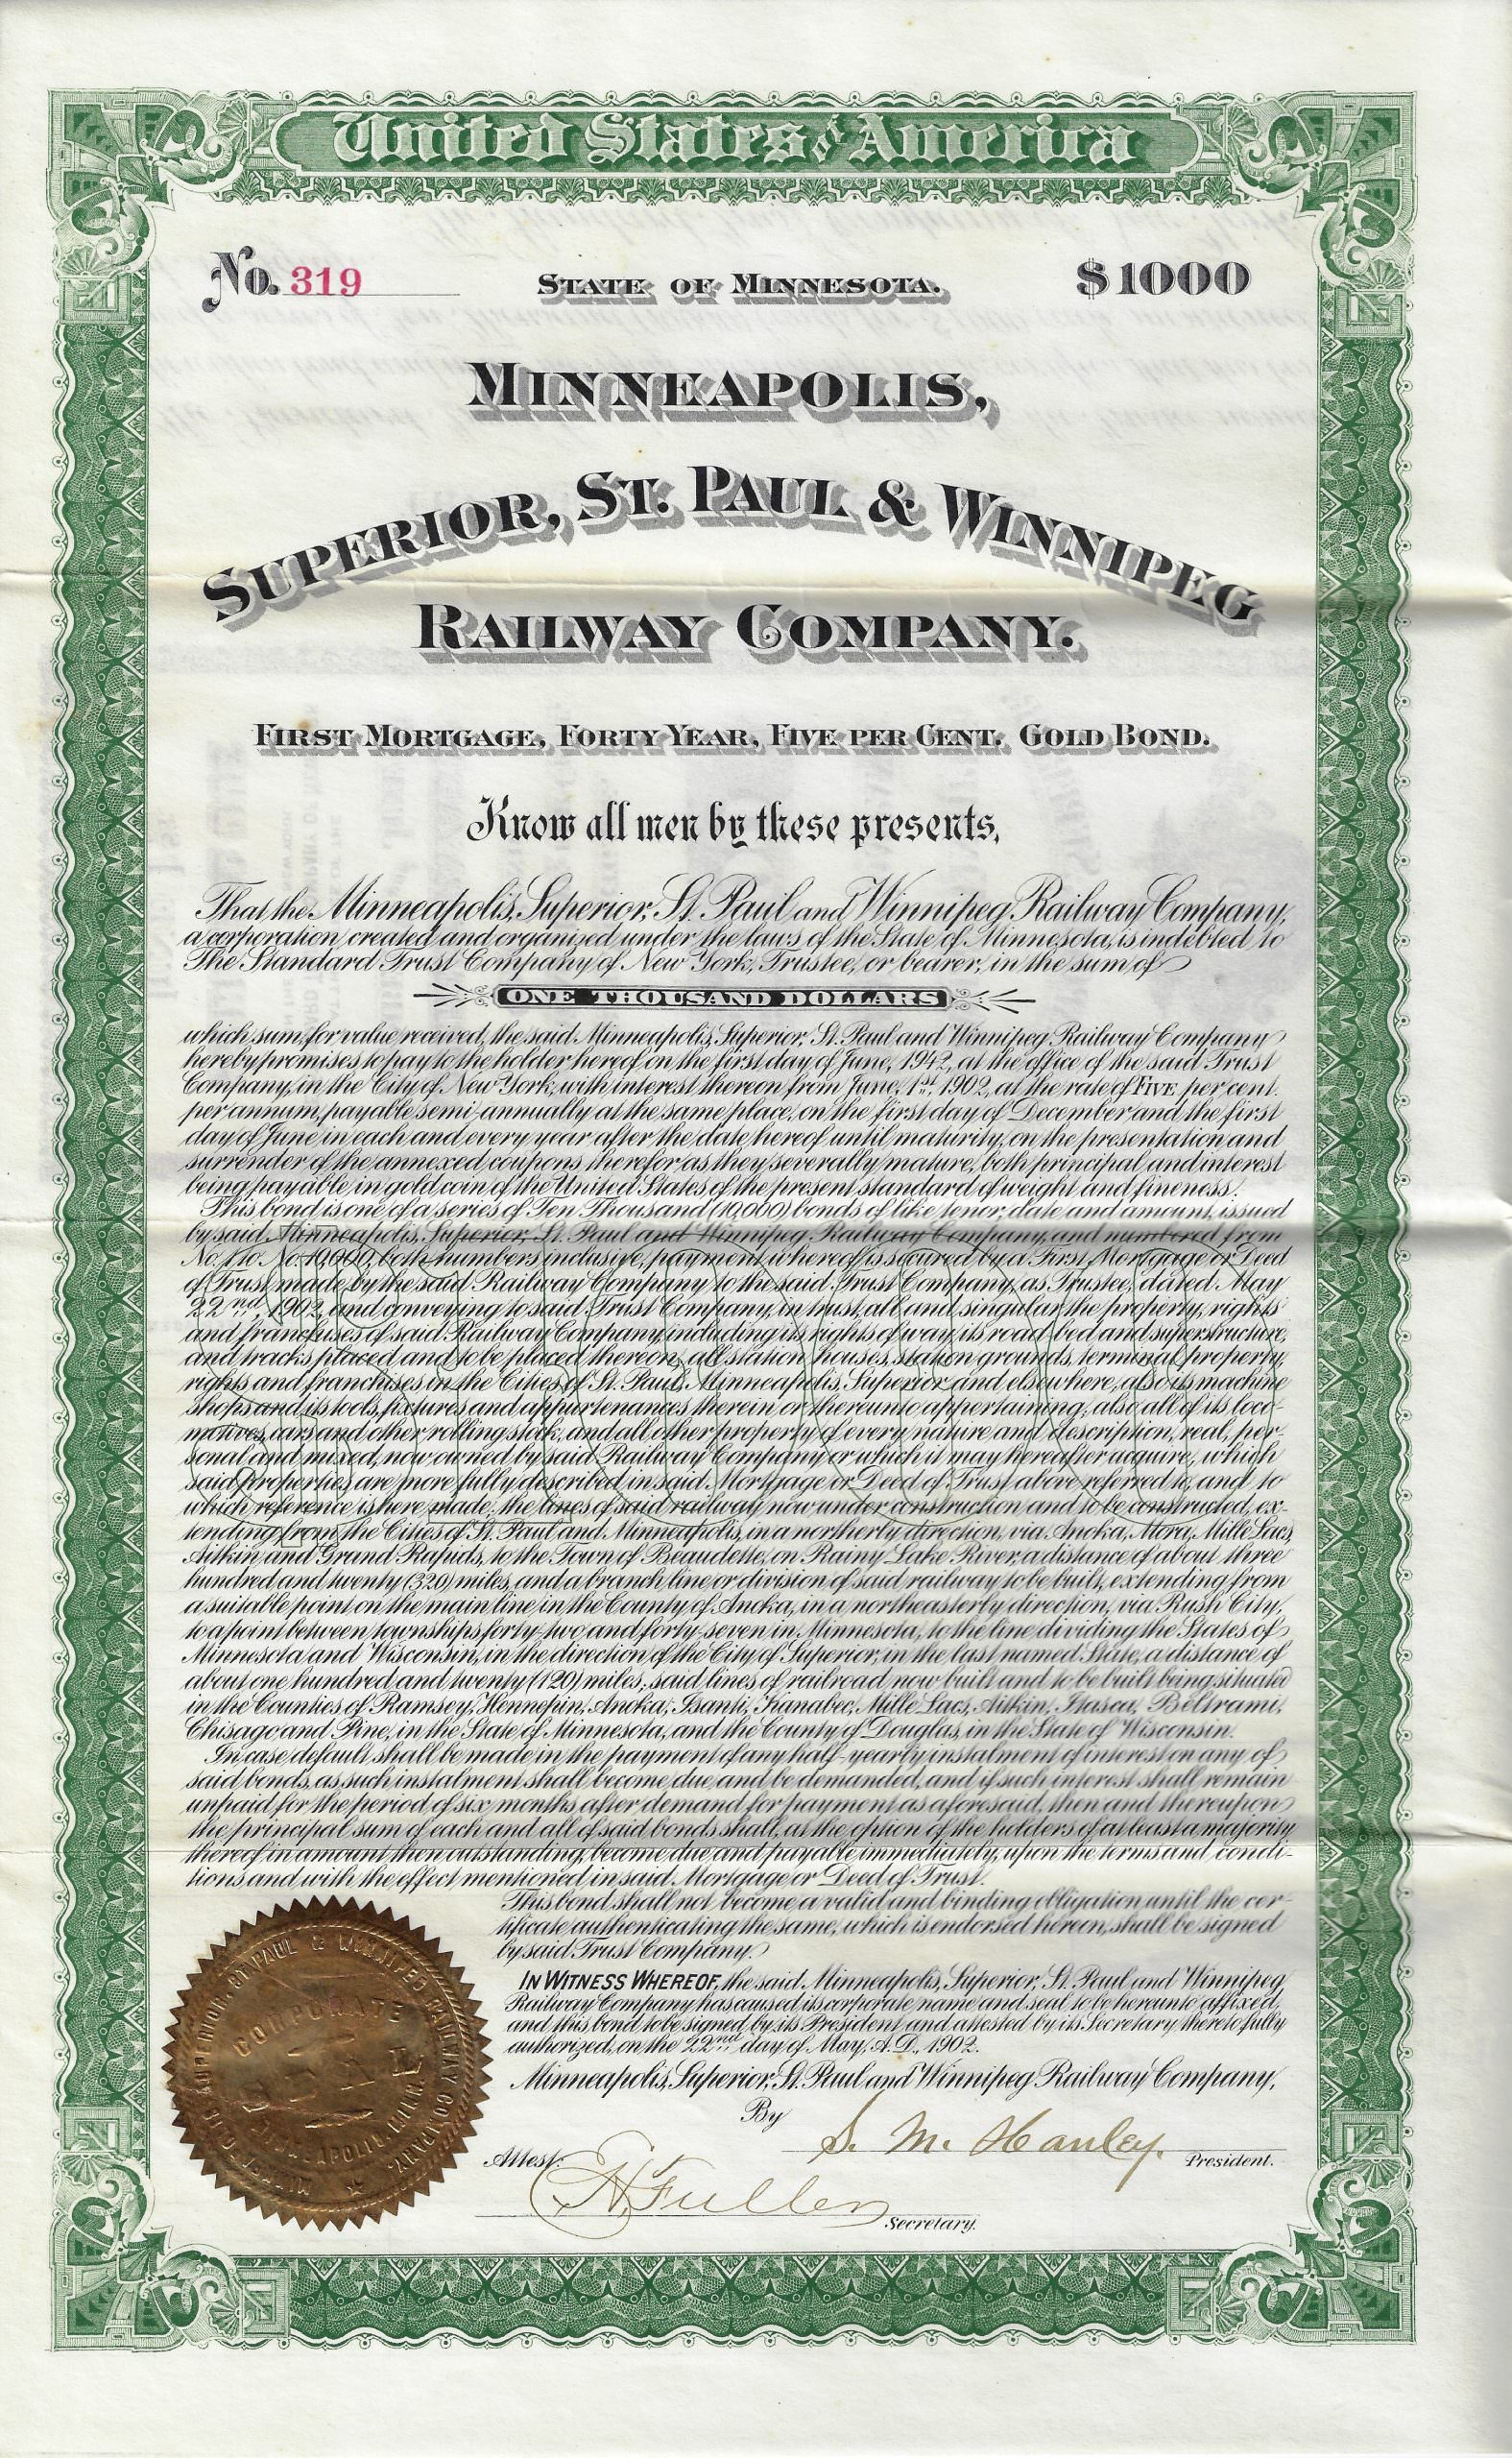 United States of America
No. 319 STATE OF MINNESOTA. $1000
MINNEAPOLIS,
SUPERIOR, ST. PAUL & WINNIPEG
RAILWAY COMPANY.
FIRST MORTGAGE, FORTY YEAR, FIVE PER CENT. GOLD BOND.
Know all men by these presents,
That the Minneapolis, Superior, St. Paul and Winnipeg Railway Company,
a corporation created and organized under the laws of the State of Minnesota, is indebted to
The Standard Trust Company of New York, Trustee, or bearer, in the sum of
ONE THOUSAND DOLLARS
which sum, for value received, the said Minneapolis, Superior, St. Paul and Winnipeg Railway Company
hereby promises to pay to the holder hereof on the first day of June, 1942, at the office of the said Trust
Company, in the City of New York, with interest thereon from June, 1st, 1902, at the rate of FIVE per cent.
per annum, payable semi-annually at the same place, on the first day of December and the first
day of June in each and every year after the date hereof until maturity, on the presentation and
surrender of the annexed coupons therefor as they severally mature, both principal and interest
being payable in gold coin of the United States of the present standard of weight and fineness.
This bond is one of a series of Ten Thousand (10,000) bonds of like tenor, date and amount, issued
by said Minneapolis, Superior, St. Paul and Winnipeg Railway Company, and numbered from
No. 1 to No. 10,000, both numbers inclusive, payment whereof is secured by a First Mortgage or Deed
of Trust, made by the said Railway Company to the said Trust Company, as Trustee, dated May
22nd 1902, and conveying to said Trust Company, in trust, all and singular the property, rights
and franchises of said Railway Company, including its rights of way, its road bed and superstructure,
and tracks placed and to be placed thereon, all station houses, station grounds, terminal property,
rights and franchises in the Cities of St. Paul, Minneapolis, Superior and elsewhere, also its machine
shops and its tools, fixtures and appurtenances therein or thereunto appertaining, also all of its loco-
motives, cars and other rolling stock, and all other property of every nature and description, real, per-
sonal and mixed, now owned by said Railway Company or which it may hereafter acquire, which
said properties are more fully described in said Mortgage or Deed of Trust above referred to, and to
which reference is here made, the lines of said railway now under construction and to be constructed, ex-
tending from the Cities of St. Paul and Minneapolis, in a northerly direction, via Anoka, Mora, Mille Lacs,
Aitkin and Grand Rapids, to the Town of Beaudette, on Rainy Lake River, a distance of about three
hundred and twenty (320) miles, and a branch line or division of said railway to be built, extending from
a suitable point on the main line in the County of Anoka, in a northeasterly direction, via Rush City,
to a point between townships forty-two and forty-seven in Minnesota, to the line dividing the States of
Minnesota and Wisconsin, in the direction of the City of Superior, in the last named State, a distance of
about one hundred and twenty (120) miles, said lines of railroad now built and to be built being situated
in the Counties of Ramsey, Hennepin, Anoka, Isanti, Kanabec, Mille Lacs, Aitkin, Itasca, Beltrami,
Chisago and Pine, in the State of Minnesota, and the County of Douglas, in the State of Wisconsin.
In case default shall be made in the payment of any half-yearly instalment of interest on any of
said bonds, as such instalment shall become due and be demanded, and if such interest shall remain
unpaid for the period of six months after demand for payment as aforesaid, then and thereupon
the principal sum of each and all of said bonds shall, at the option of the holders of at least a majority
thereof in amount then outstanding, become due and payable immediately, upon the terms and condi-
tions and with the effect mentioned in said Mortgage or Deed of Trust.
This bond shall not become a valid and binding obligation until the cer-
tificate authenticating the same, which is endorsed hereon, shall be signed
by said Trust Company.
IN WITNESS WHEREOF, the said Minneapolis, Superior, St. Paul and Winnipeg
Railway Company has caused its corporate name and seal to be hereunto affixed,
and this bond to be signed by its President and attested by its Secretary thereto fully
authorized, on the 22nd day of May, A.D., 1902.
Minneapolis, Superior, St. Paul and Winnipeg Railway Company,
By S. M. Hanley. President.
Attest: E H Fuller Secretary.
MINNEAPOLIS, SUPERIOR, ST PAUL & WINNIPEG RAILWAY COMPANY.
CORPORATE
SEAL
MINNEAPOLIS, MINN.